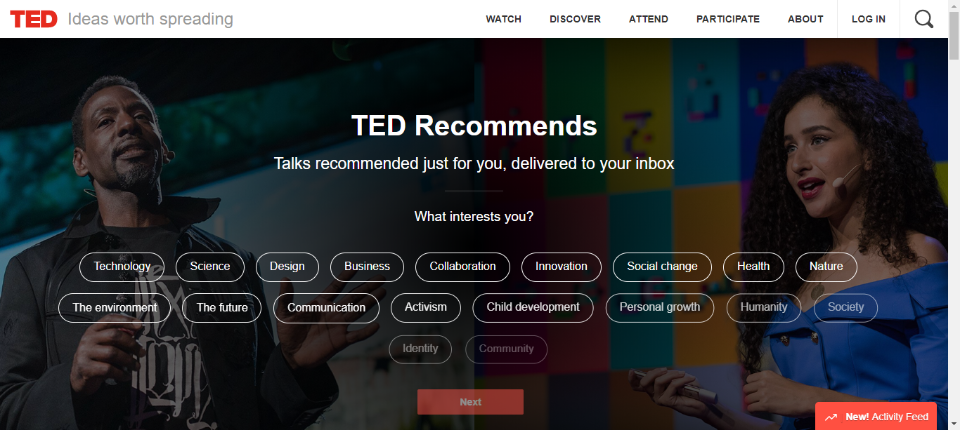 TED Ideas worth spreading WATCH DISCOVER ATTEND PARTICIPATE ABOUT LOG IN
TED Recommends
Talks recommended just for you, delivered to your inbox
What interests you?
Technology Science Design Business Collaboration Innovation Social change Health Nature
The environment The future Communication Activism Child development Personal growth Humanity Society
Identity Community
Next
New! Activity Feed